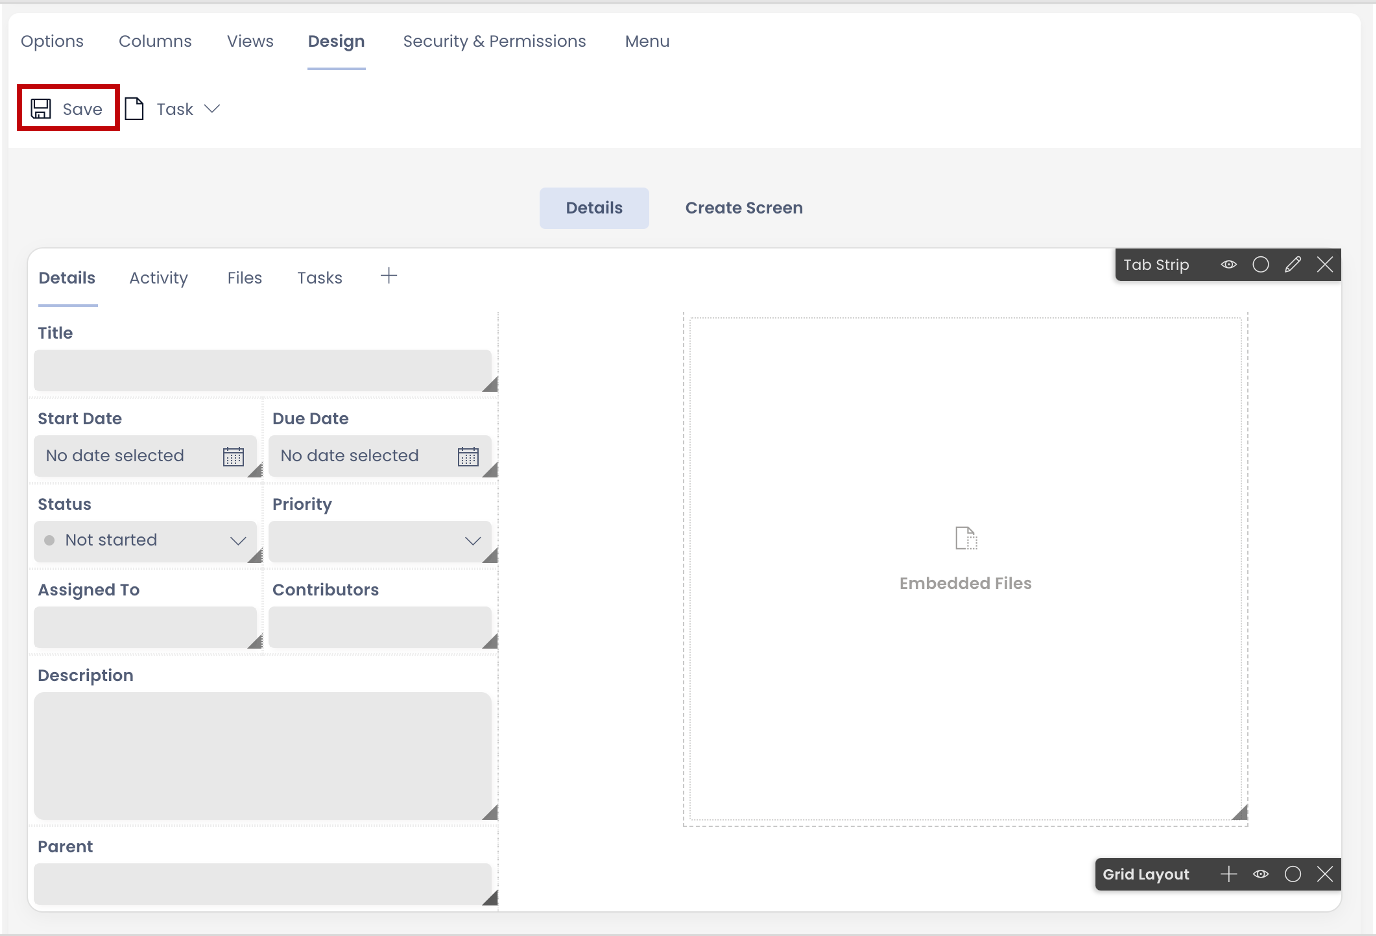 Options Columns Views Design Security & Permissions Menu
Save Task
Details Create Screen
Details Activity Files Tasks
Tab Strip
Title
Start Date Due Date
No date selected No date selected
Status Priority
Not started
Assigned To Contributors
Description
Parent
Embedded Files
Grid Layout